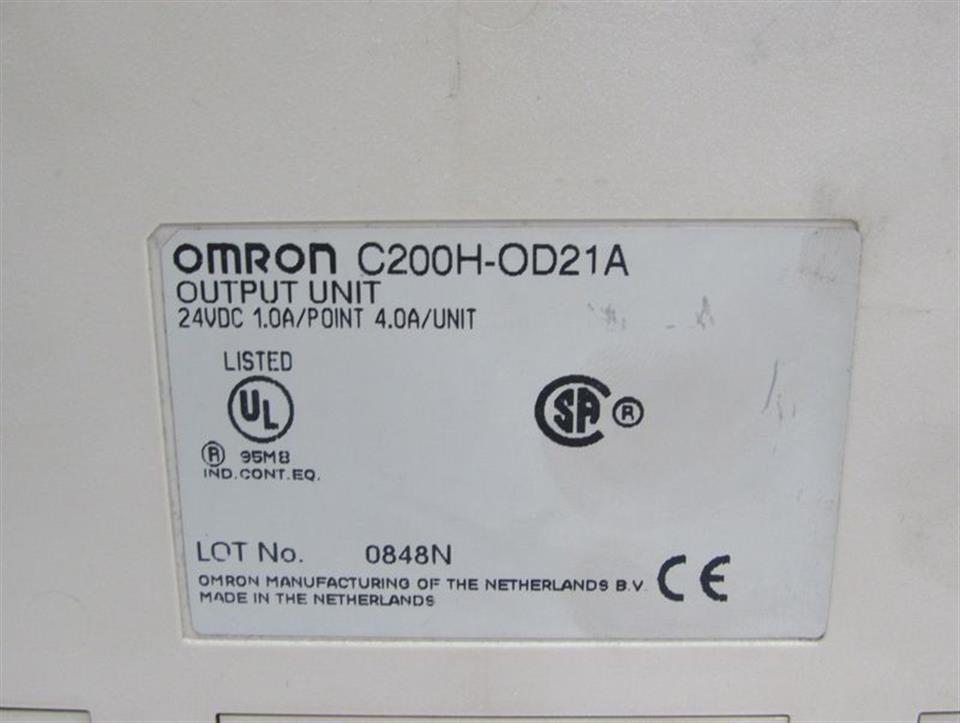 OMRON C200H-OD21A
OUTPUT UNIT
24VDC 1.0A/POINT 4.0A/UNIT
LISTED
UL
® 95M8
IND.CONT.EQ.
SA ®
LOT No. 0848N
OMRON MANUFACTURING OF THE NETHERLANDS B.V.
MADE IN THE NETHERLANDS
CE